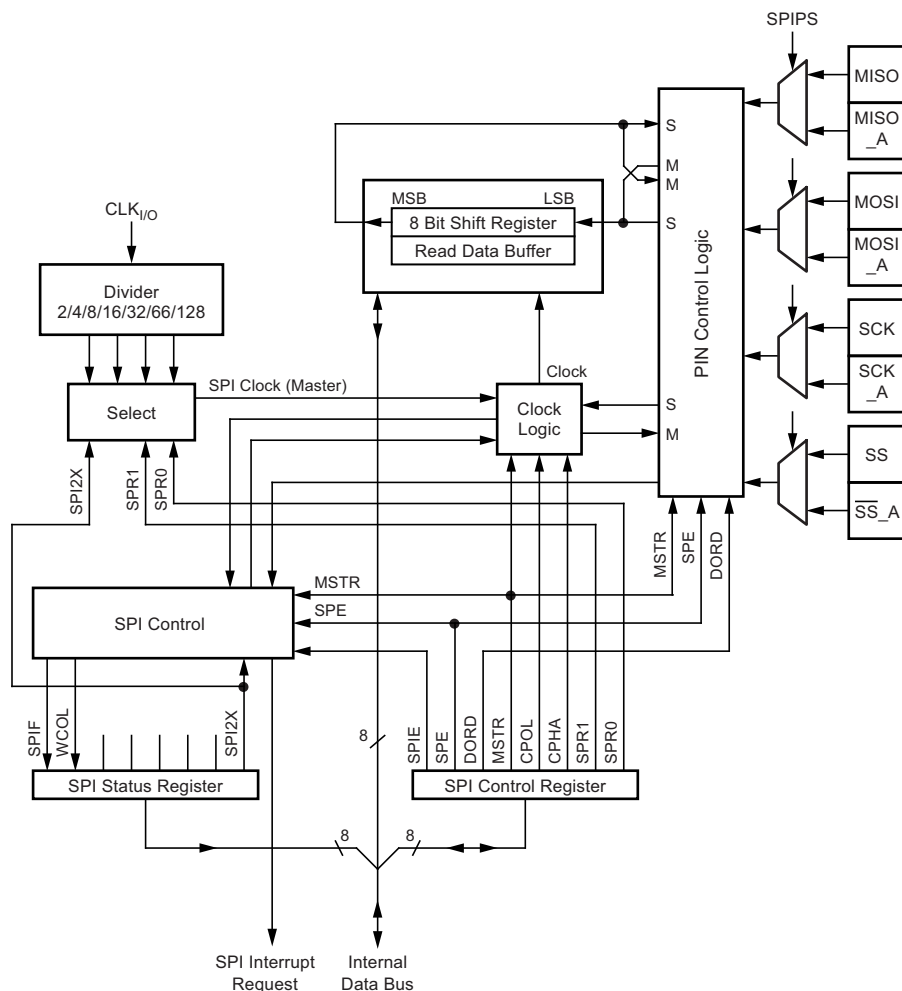 SPIPS
MISO
MISO
_A
MOSI
MOSI
_A
SCK
SCK
_A
SS
SS_A
PIN Control Logic
S
M
M
S
S
M
MSB
LSB
8 Bit Shift Register
Read Data Buffer
CLKI/O
Divider
2/4/8/16/32/66/128
Select
SPI Clock (Master)
Clock
Clock
Logic
SPI2X
SPR1
SPR0
MSTR
SPE
DORD
MSTR
SPE
SPI Control
SPIF
WCOL
SPI2X
8
SPIE
SPE
DORD
MSTR
CPOL
CPHA
SPR1
SPR0
SPI Status Register
SPI Control Register
8
8
SPI Interrupt
Request
Internal
Data Bus